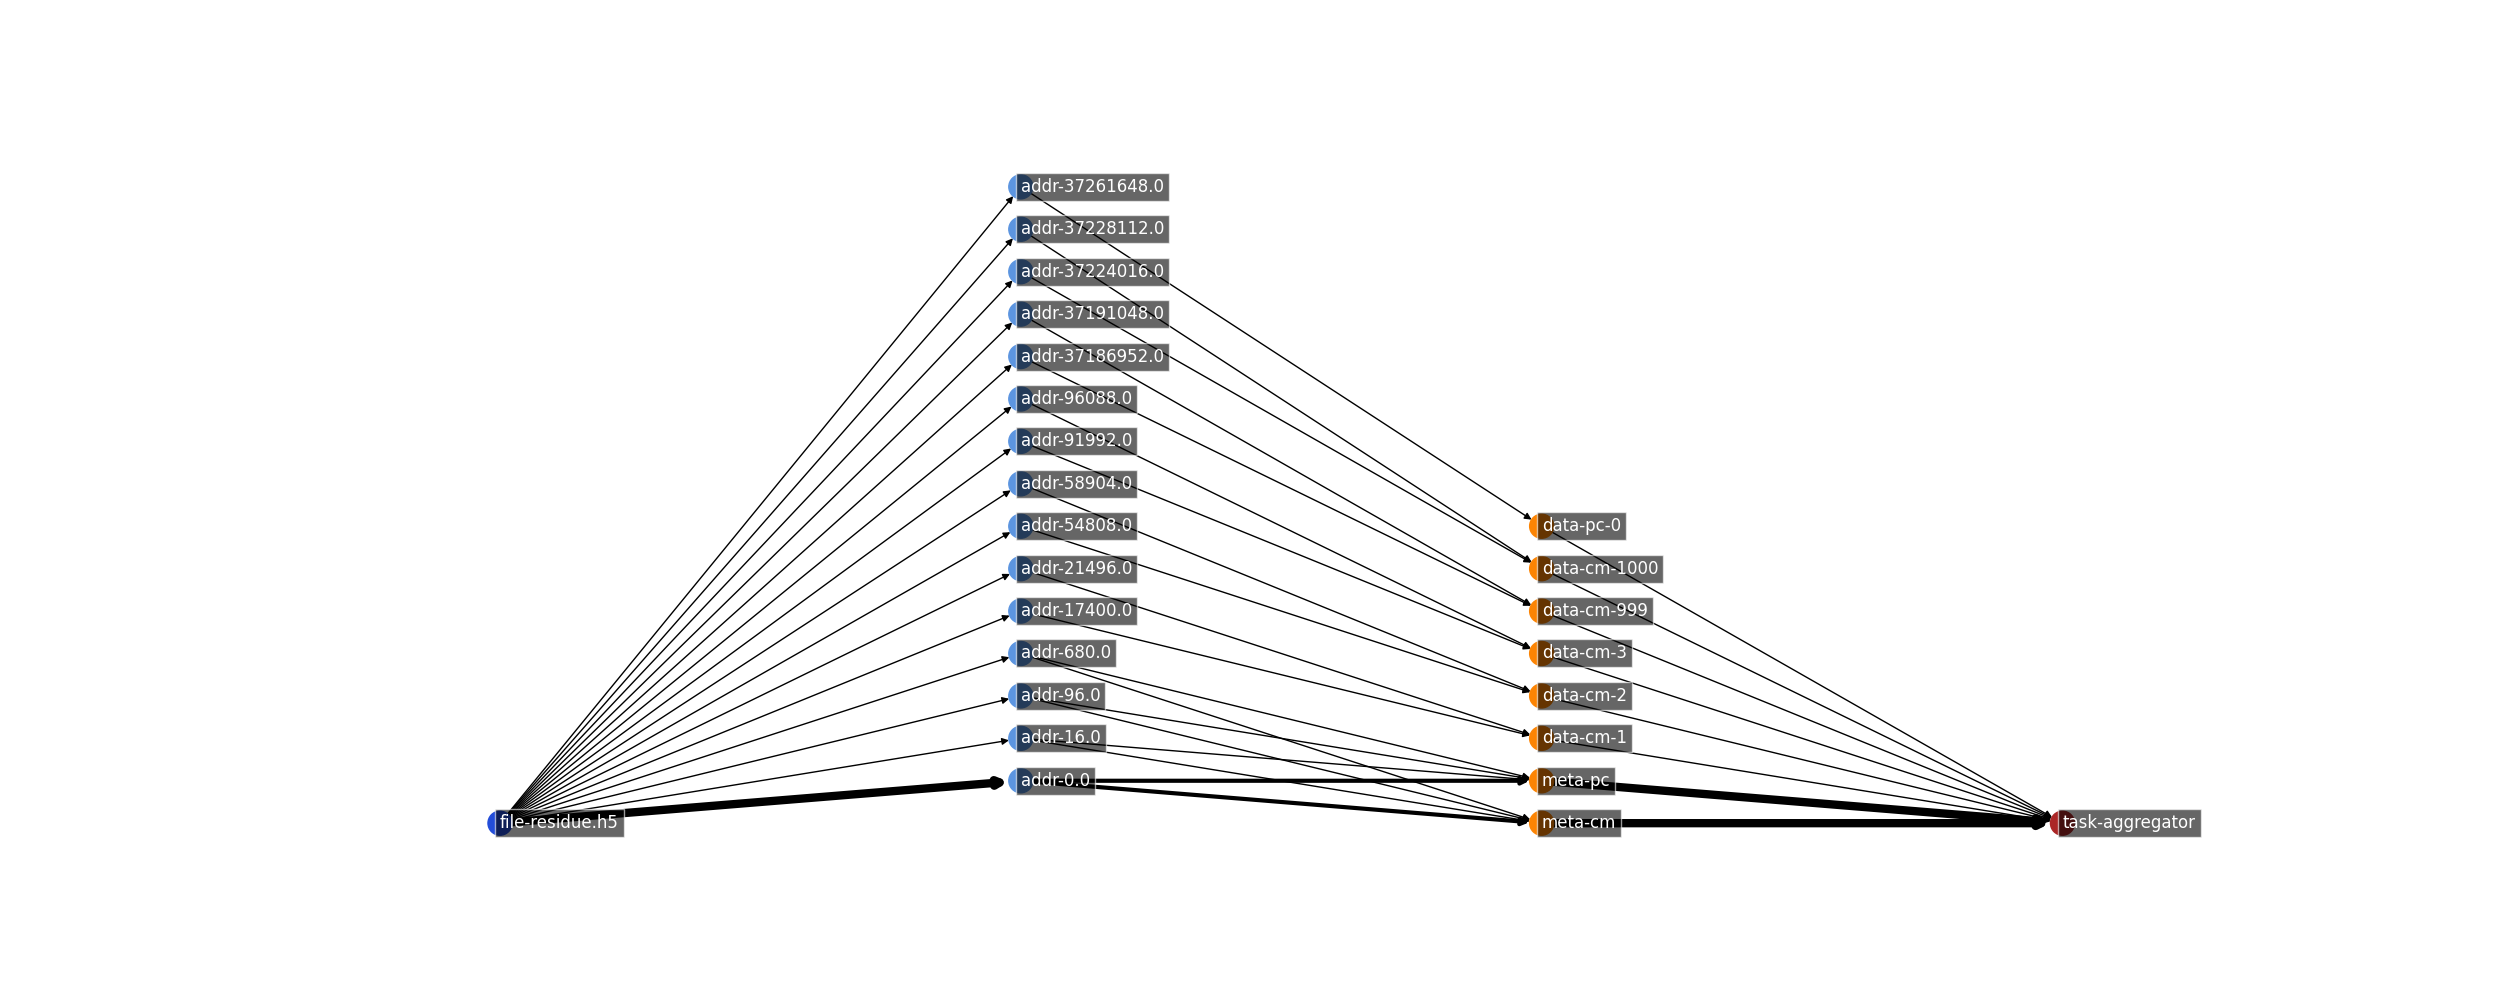 addr-37261648.0
addr-37228112.0
addr-37224016.0
addr-37191048.0
addr-37186952.0
addr-96088.0
addr-91992.0
addr-58904.0
addr-54808.0
data-pc-0
addr-21496.0
data-cm-1000
addr-17400.0
data-cm-999
addr-680.0
data-cm-3
addr-96.0
data-cm-2
addr-16.0
data-cm-1
addr-0.0
meta-pc
file-residue.h5
meta-cm
task-aggregator